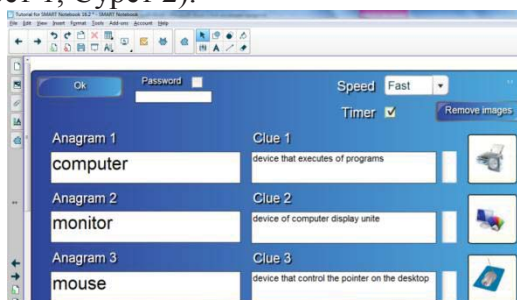 Tutorial for SMART Notebook 16.2 * - SMART Notebook
File Edit View Insert Format Tools Add-ons Account Help
Ok
Password
Speed Fast
Timer
Remove images
Anagram 1
Clue 1
computer
device that executes of programs
Anagram 2
Clue 2
monitor
device of computer display unite
Anagram 3
Clue 3
mouse
device that control the pointer on the desktop